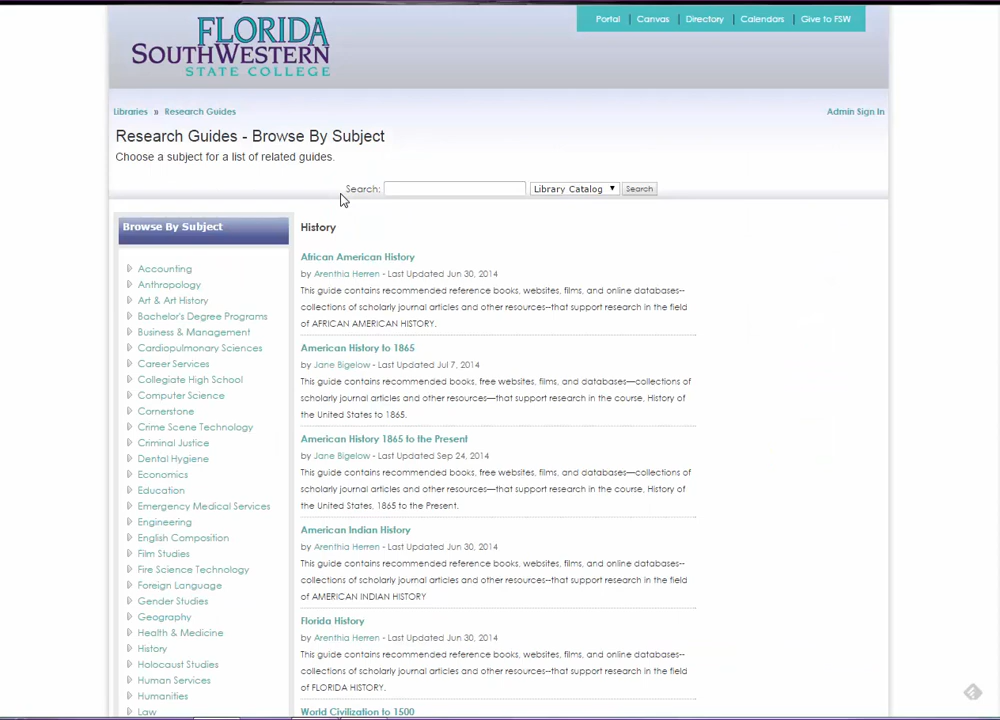 FLORIDA
SOUTHWESTERN
STATE COLLEGE
Portal | Canvas | Directory | Calendars | Give to FSW
Libraries » Research Guides
Admin Sign In
Research Guides - Browse By Subject
Choose a subject for a list of related guides.
Search: Library Catalog ▼ Search
Browse By Subject
Accounting
Anthropology
Art & Art History
Bachelor's Degree Programs
Business & Management
Cardiopulmonary Sciences
Career Services
Collegiate High School
Computer Science
Cornerstone
Crime Scene Technology
Criminal Justice
Dental Hygiene
Economics
Education
Emergency Medical Services
Engineering
English Composition
Film Studies
Fire Science Technology
Foreign Language
Gender Studies
Geography
Health & Medicine
History
Holocaust Studies
Human Services
Humanities
Law
History
African American History
by Arenthia Herren - Last Updated Jun 30, 2014
This guide contains recommended reference books, websites, films, and online databases--
collections of scholarly journal articles and other resources--that support research in the field
of AFRICAN AMERICAN HISTORY.
American History to 1865
by Jane Bigelow - Last Updated Jul 7, 2014
This guide contains recommended books, free websites, films, and databases—collections of
scholarly journal articles and other resources—that support research in the course, History of
the United States to 1865.
American History 1865 to the Present
by Jane Bigelow - Last Updated Sep 24, 2014
This guide contains recommended books, free websites, films, and databases—collections of
scholarly journal articles and other resources—that support research in the course, History of
the United States, 1865 to the Present.
American Indian History
by Arenthia Herren - Last Updated Jun 30, 2014
This guide contains recommended reference books, websites, films, and online databases--
collections of scholarly journal articles and other resources--that support research in the field
of AMERICAN INDIAN HISTORY
Florida History
by Arenthia Herren - Last Updated Jun 30, 2014
This guide contains recommended reference books, websites, films, and online databases--
collections of scholarly journal articles and other resources--that support research in the field
of FLORIDA HISTORY.
World Civilization to 1500